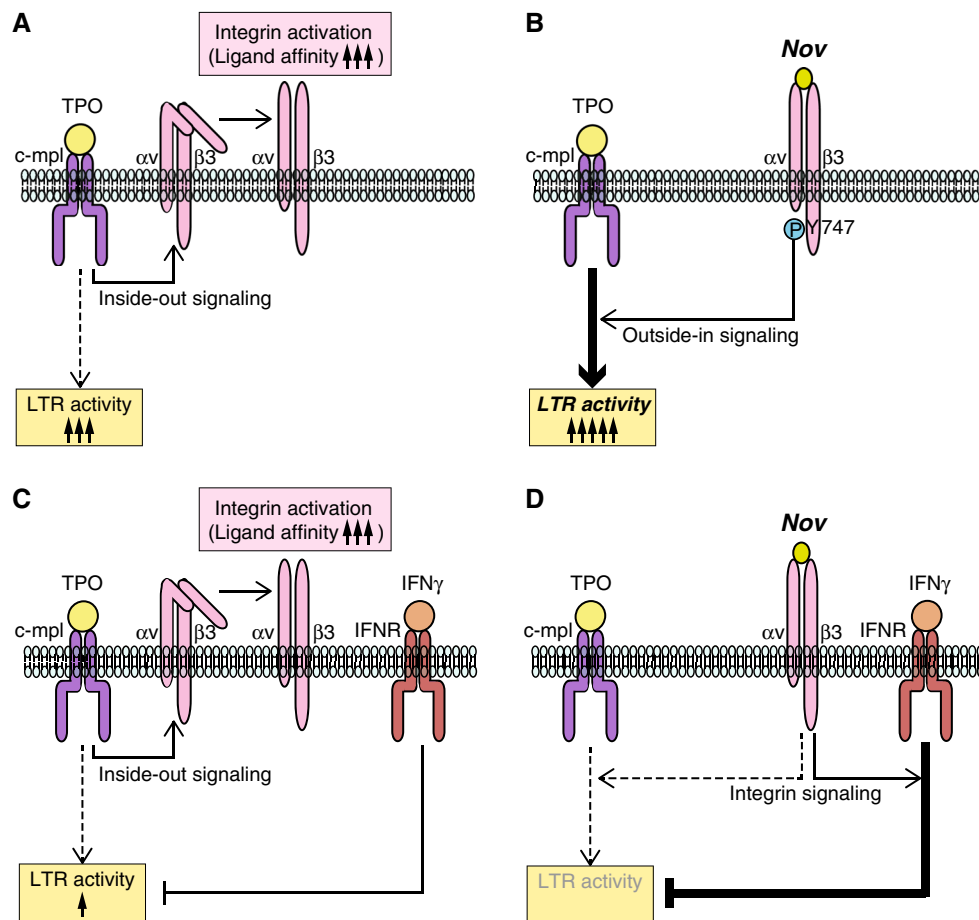 A
Integrin activation
(Ligand affinity )
TPO
c-mpl
αv
β3
αv
β3
Inside-out signaling
LTR activity
B
Nov
TPO
c-mpl
αv
β3
P
Y747
Outside-in signaling
LTR activity
C
Integrin activation
(Ligand affinity )
TPO
IFNγ
c-mpl
αv
β3
αv
β3
IFNR
Inside-out signaling
LTR activity
D
Nov
TPO
IFNγ
c-mpl
αv
β3
IFNR
Integrin signaling
LTR activity